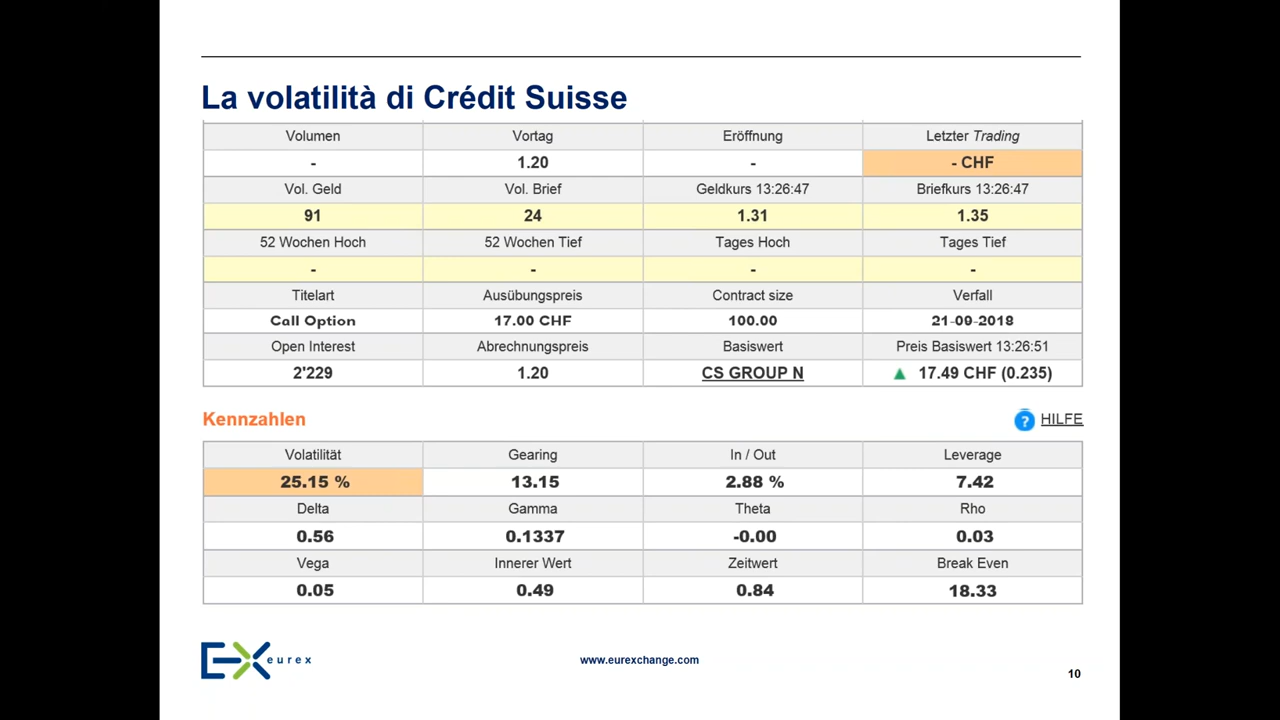 La volatilità di Crédit Suisse
Volumen Vortag Eröffnung Letzter Trading
- 1.20 - - CHF
Vol. Geld Vol. Brief Geldkurs 13:26:47 Briefkurs 13:26:47
91 24 1.31 1.35
52 Wochen Hoch 52 Wochen Tief Tages Hoch Tages Tief
- - - -
Titelart Ausübungspreis Contract size Verfall
Call Option 17.00 CHF 100.00 21-09-2018
Open Interest Abrechnungspreis Basiswert Preis Basiswert 13:26:51
2'229 1.20 CS GROUP N ▲ 17.49 CHF (0.235)
Kennzahlen ? HILFE
Volatilität Gearing In / Out Leverage
25.15 % 13.15 2.88 % 7.42
Delta Gamma Theta Rho
0.56 0.1337 -0.00 0.03
Vega Innerer Wert Zeitwert Break Even
0.05 0.49 0.84 18.33
EX eurex www.eurexchange.com
10